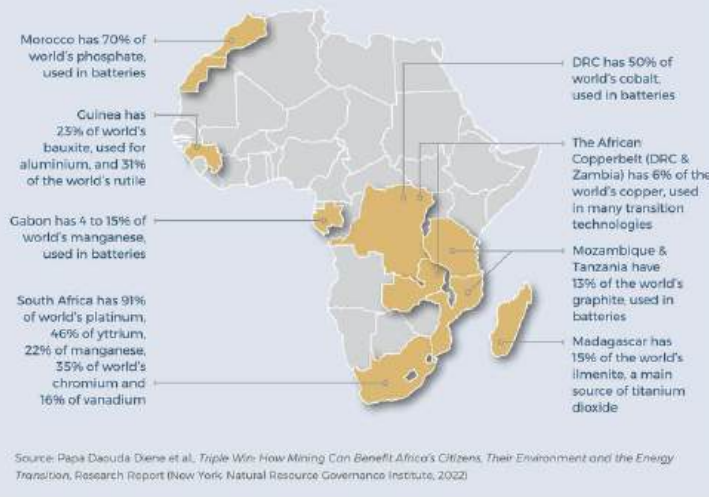 Morocco has 70% of
world's phosphate,
used in batteries
Guinea has
23% of world's
bauxite, used for
aluminium, and 31%
of the world's rutile
Gabon has 4 to 15% of
world's manganese,
used in batteries
South Africa has 91%
of world's platinum,
46% of yttrium,
22% of manganese,
35% of world's
chromium and
16% of vanadium
DRC has 50% of
world's cobalt,
used in batteries
The African
Copperbelt (DRC &
Zambia) has 6% of the
world's copper, used
in many transition
technologies
Mozambique &
Tanzania have
13% of the world's
graphite, used in
batteries
Madagascar has
15% of the world's
ilmenite, a main
source of titanium
dioxide
Source: Papa Daouda Diene et al., Triple Win: How Mining Can Benefit Africa's Citizens, Their Environment and the Energy
Transition, Research Report (New York: Natural Resource Governance Institute, 2022)